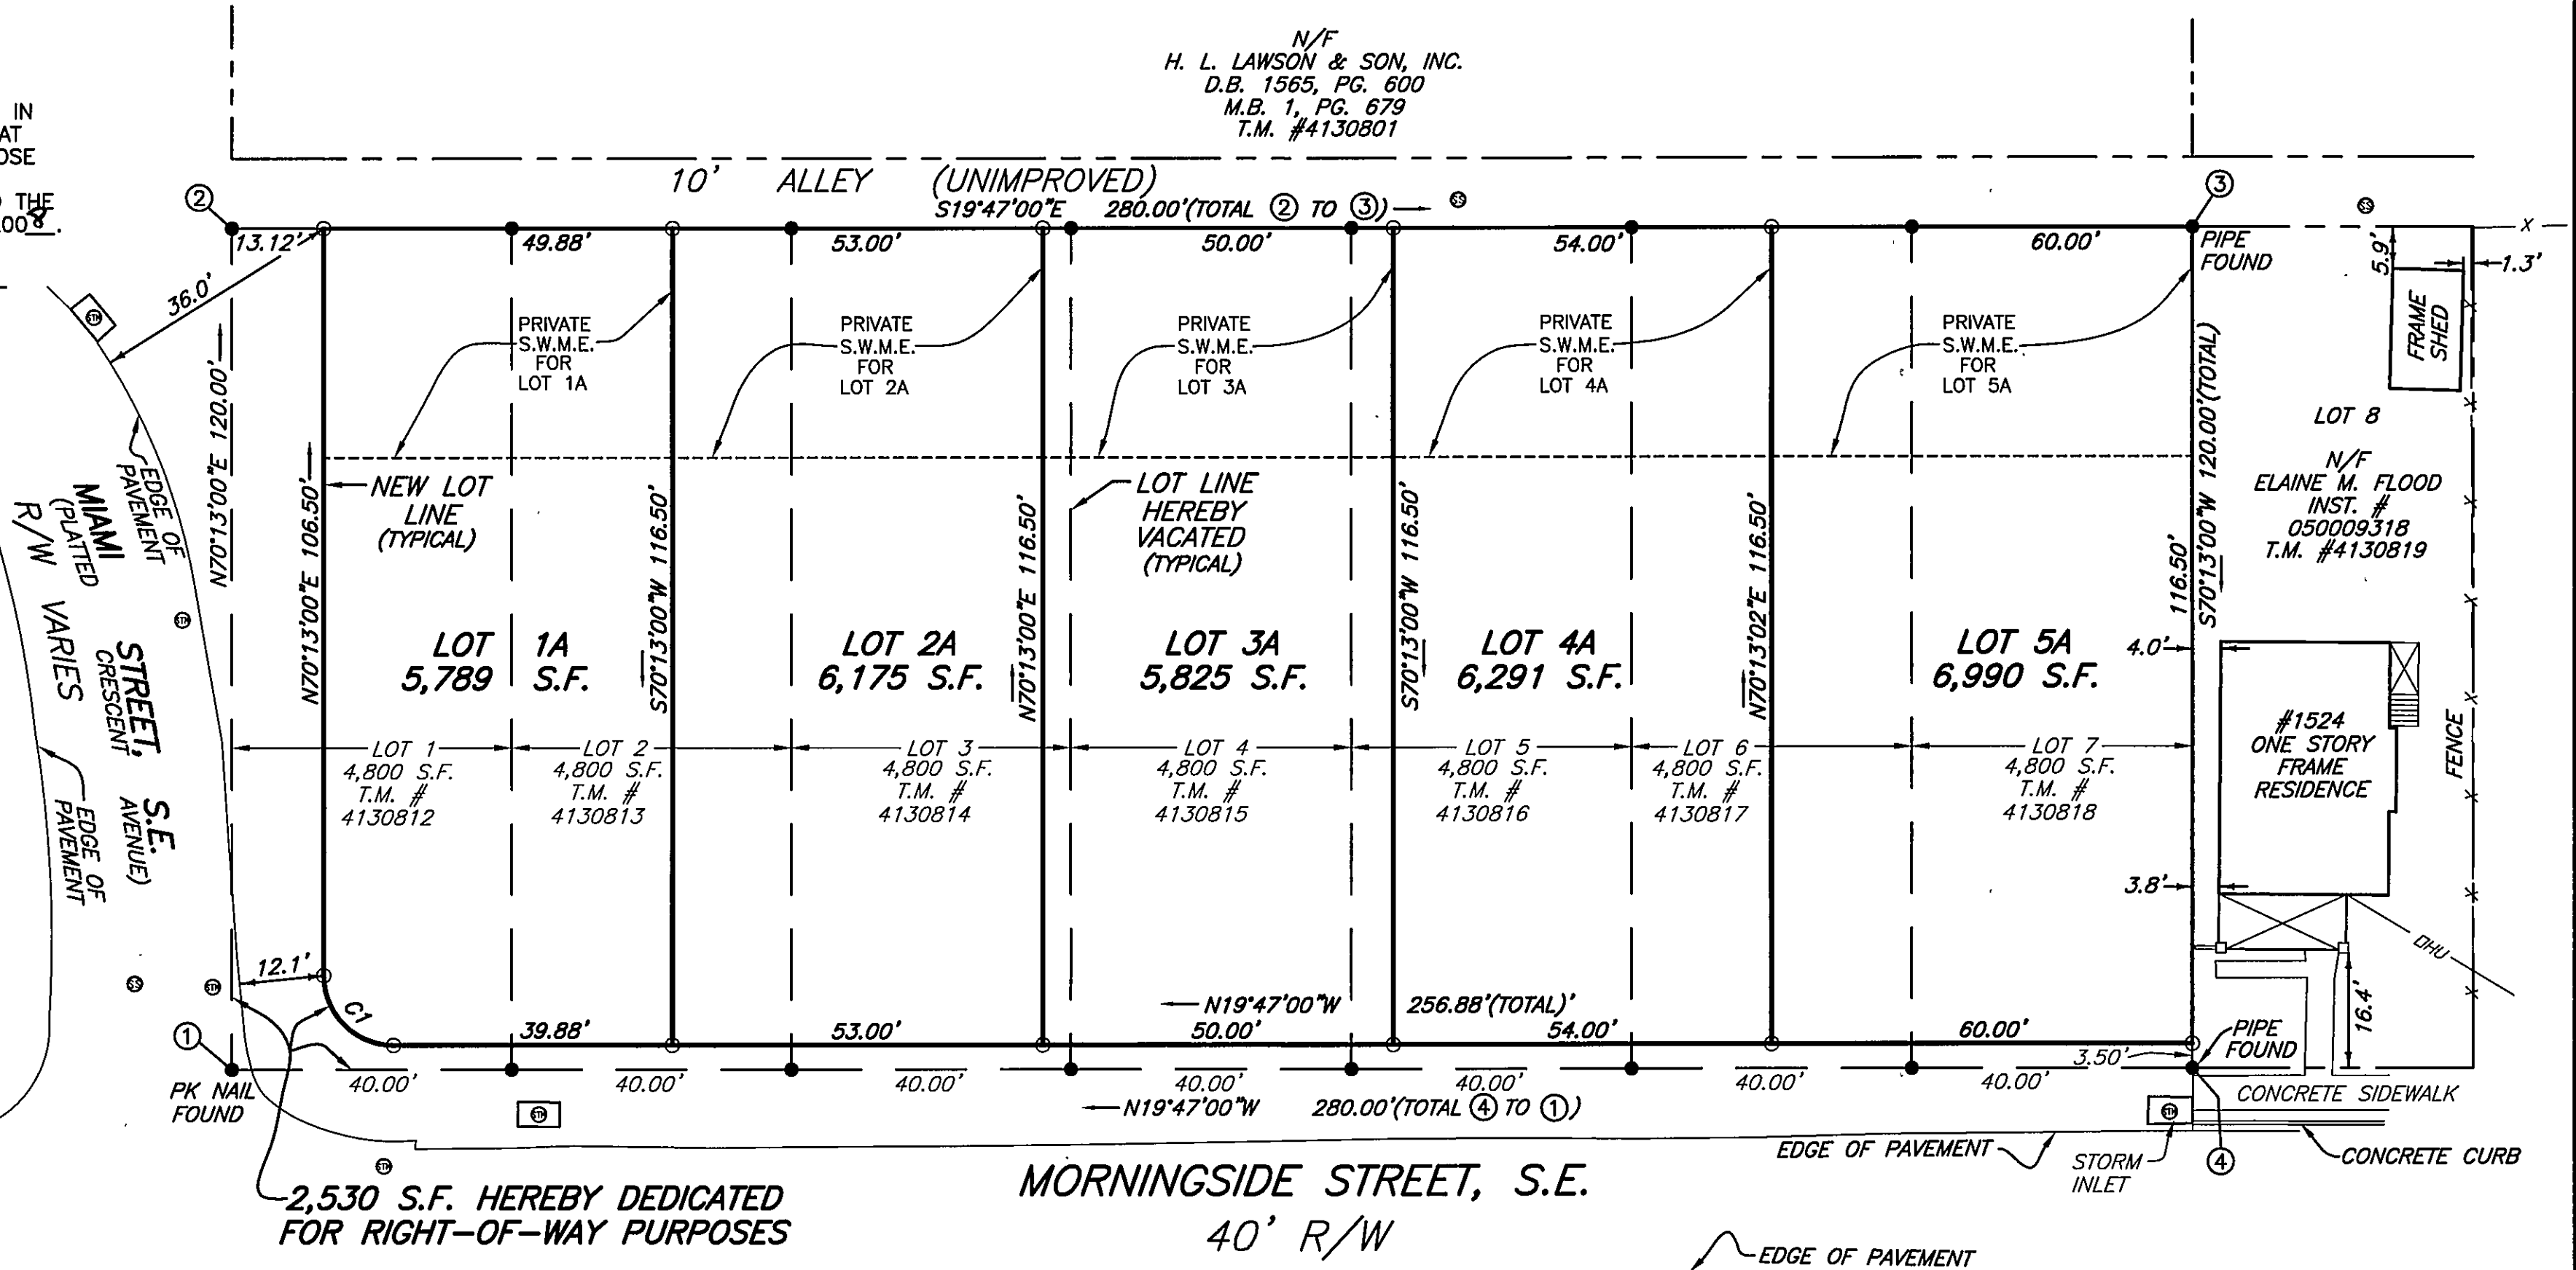 N/F
H. L. LAWSON & SON, INC.
D.B. 1565, PG. 600
M.B. 1, PG. 679
T.M. #4130801
IN
AT
OSE
THE
008.
10' ALLEY (UNIMPROVED)
S19°47'00"E 280.00'(TOTAL ② TO ③)
SS
SS
②
③
13.12'
49.88'
53.00'
50.00'
54.00'
60.00'
PIPE
FOUND
5.9'
1.3'
X
36.0'
STM
FRAME
SHED
PRIVATE
S.W.M.E.
FOR
LOT 1A
PRIVATE
S.W.M.E.
FOR
LOT 2A
PRIVATE
S.W.M.E.
FOR
LOT 3A
PRIVATE
S.W.M.E.
FOR
LOT 4A
PRIVATE
S.W.M.E.
FOR
LOT 5A
N70°13'00"E 120.00'
N70°13'00"E 106.50'
S70°13'00"W 116.50'
N70°13'00"E 116.50'
S70°13'00"W 116.50'
N70°13'02"E 116.50'
116.50'
S70°13'00"W 120.00'(TOTAL)
NEW LOT
LINE
(TYPICAL)
LOT LINE
HEREBY
VACATED
(TYPICAL)
LOT 8
N/F
ELAINE M. FLOOD
INST. #
050009318
T.M. #4130819
EDGE OF
PAVEMENT
MIAMI STREET, S.E.
(PLATTED CRESCENT AVENUE)
R/W VARIES
STM
EDGE OF
PAVEMENT
LOT 1A
5,789 S.F.
LOT 2A
6,175 S.F.
LOT 3A
5,825 S.F.
LOT 4A
6,291 S.F.
LOT 5A
6,990 S.F.
4.0'
3.8'
#1524
ONE STORY
FRAME
RESIDENCE
FENCE
LOT 1
4,800 S.F.
T.M. #
4130812
LOT 2
4,800 S.F.
T.M. #
4130813
LOT 3
4,800 S.F.
T.M. #
4130814
LOT 4
4,800 S.F.
T.M. #
4130815
LOT 5
4,800 S.F.
T.M. #
4130816
LOT 6
4,800 S.F.
T.M. #
4130817
LOT 7
4,800 S.F.
T.M. #
4130818
OHU
16.4'
12.1'
SS
STM
C1
N19°47'00"W 256.88'(TOTAL)'
39.88'
53.00'
50.00'
54.00'
60.00'
3.50'
PIPE
FOUND
①
PK NAIL
FOUND
40.00'
40.00'
40.00'
40.00'
40.00'
40.00'
40.00'
N19°47'00"W 280.00'(TOTAL ④ TO ①)
STM
STM
STM
CONCRETE SIDEWALK
EDGE OF PAVEMENT
STORM
INLET
④
CONCRETE CURB
2,530 S.F. HEREBY DEDICATED
FOR RIGHT-OF-WAY PURPOSES
MORNINGSIDE STREET, S.E.
40' R/W
EDGE OF PAVEMENT